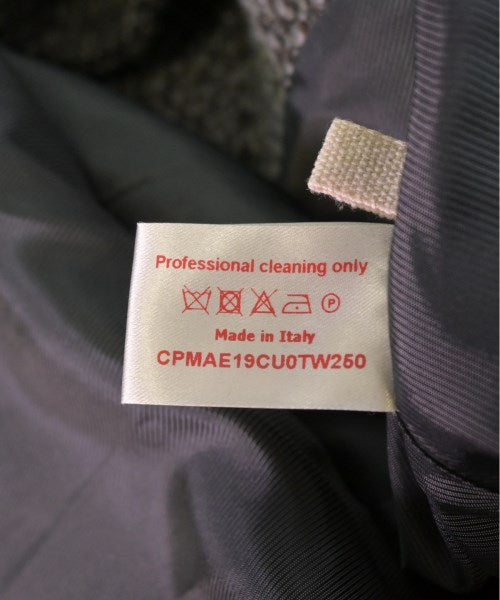 Professional cleaning only
P
Made in Italy
CPMAE19CU0TW250